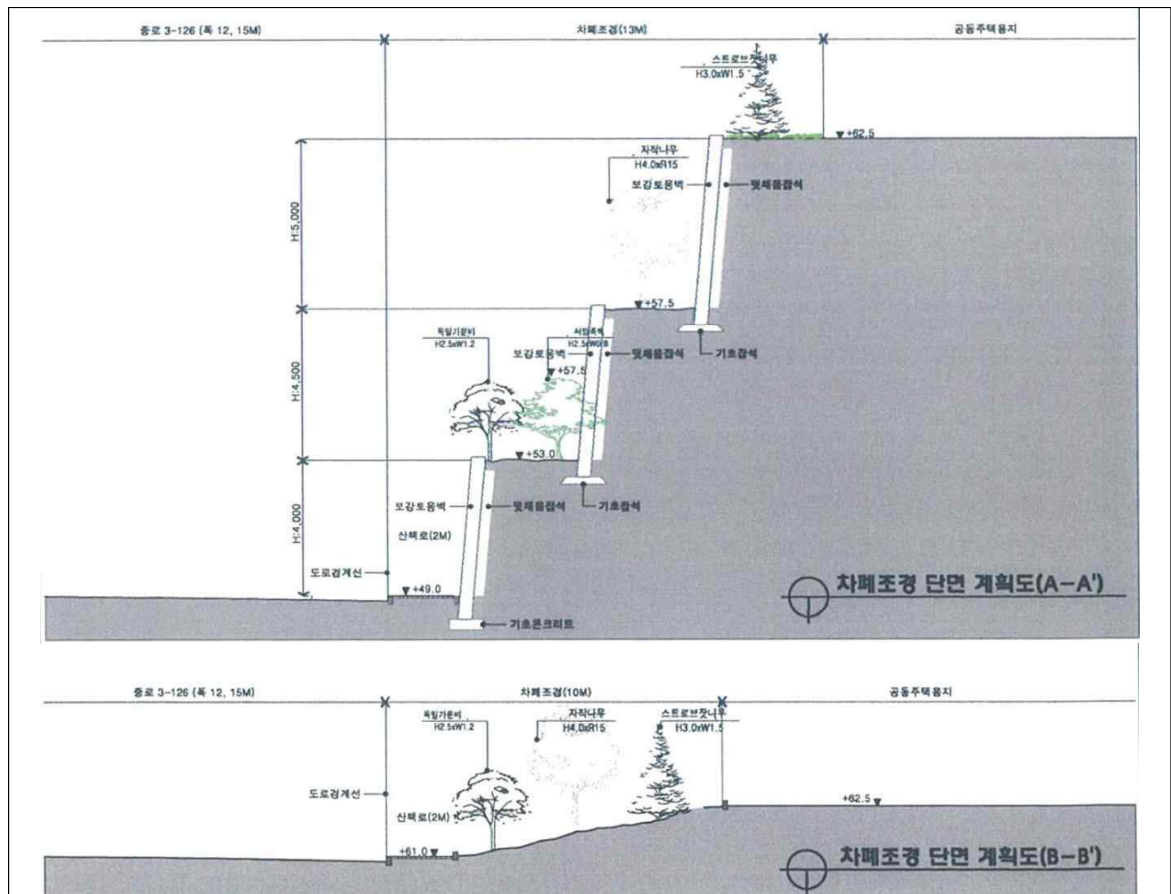 중로 3-126 (폭 12, 15M)
차폐조경(13M)
공동주택용지
스트로브잣나무
H3.0xW1.5
+62.5
자작나무
H4.0xR15
보강토옹벽
뒷채움잡석
H:5,000
+57.5
독일가문비
H2.5xW1.2
보강토옹벽
뒷채움잡석
기초잡석
+57.5
H:4,500
+53.0
보강토옹벽
뒷채움잡석
기초잡석
산책로(2M)
H:4,000
도로경계선
+49.0
차폐조경 단면 계획도(A-A')
기초콘크리트
중로 3-126 (폭 12, 15M)
차폐조경(10M)
공동주택용지
독일가문비
H2.5xW1.2
자작나무
H4.0xR15
스트로브잣나무
H3.0xW1.5
도로경계선
+62.5
산책로(2M)
+61.0
차폐조경 단면 계획도(B-B')